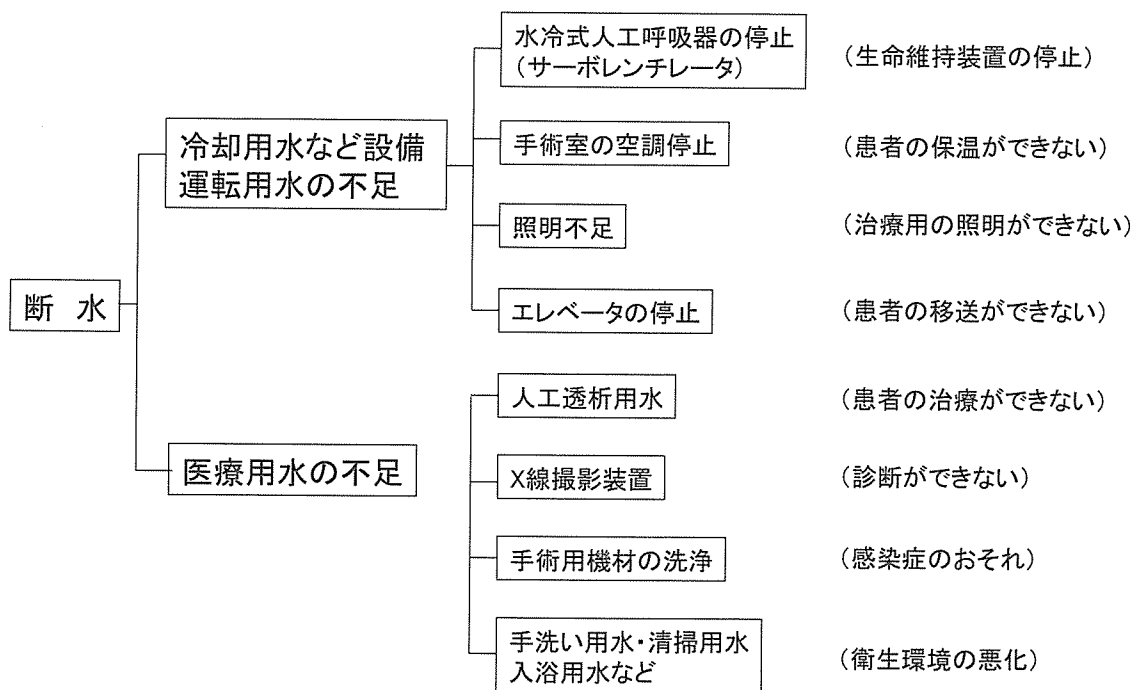 水冷式人工呼吸器の停止
(サーボレンチレータ)
(生命維持装置の停止)
冷却用水など設備
運転用水の不足
手術室の空調停止
(患者の保温ができない)
照明不足
(治療用の照明ができない)
断 水
エレベータの停止
(患者の移送ができない)
人工透析用水
(患者の治療ができない)
医療用水の不足
X線撮影装置
(診断ができない)
手術用機材の洗浄
(感染症のおそれ)
手洗い用水・清掃用水
入浴用水など
(衛生環境の悪化)